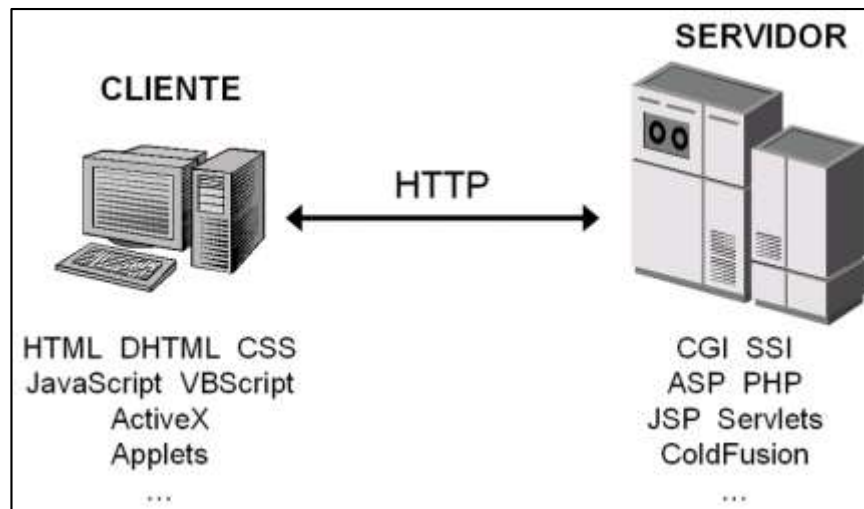 CLIENTE
HTTP
HTML DHTML CSS
JavaScript VBScript
ActiveX
Applets
...
SERVIDOR
CGI SSI
ASP PHP
JSP Servlets
ColdFusion
...